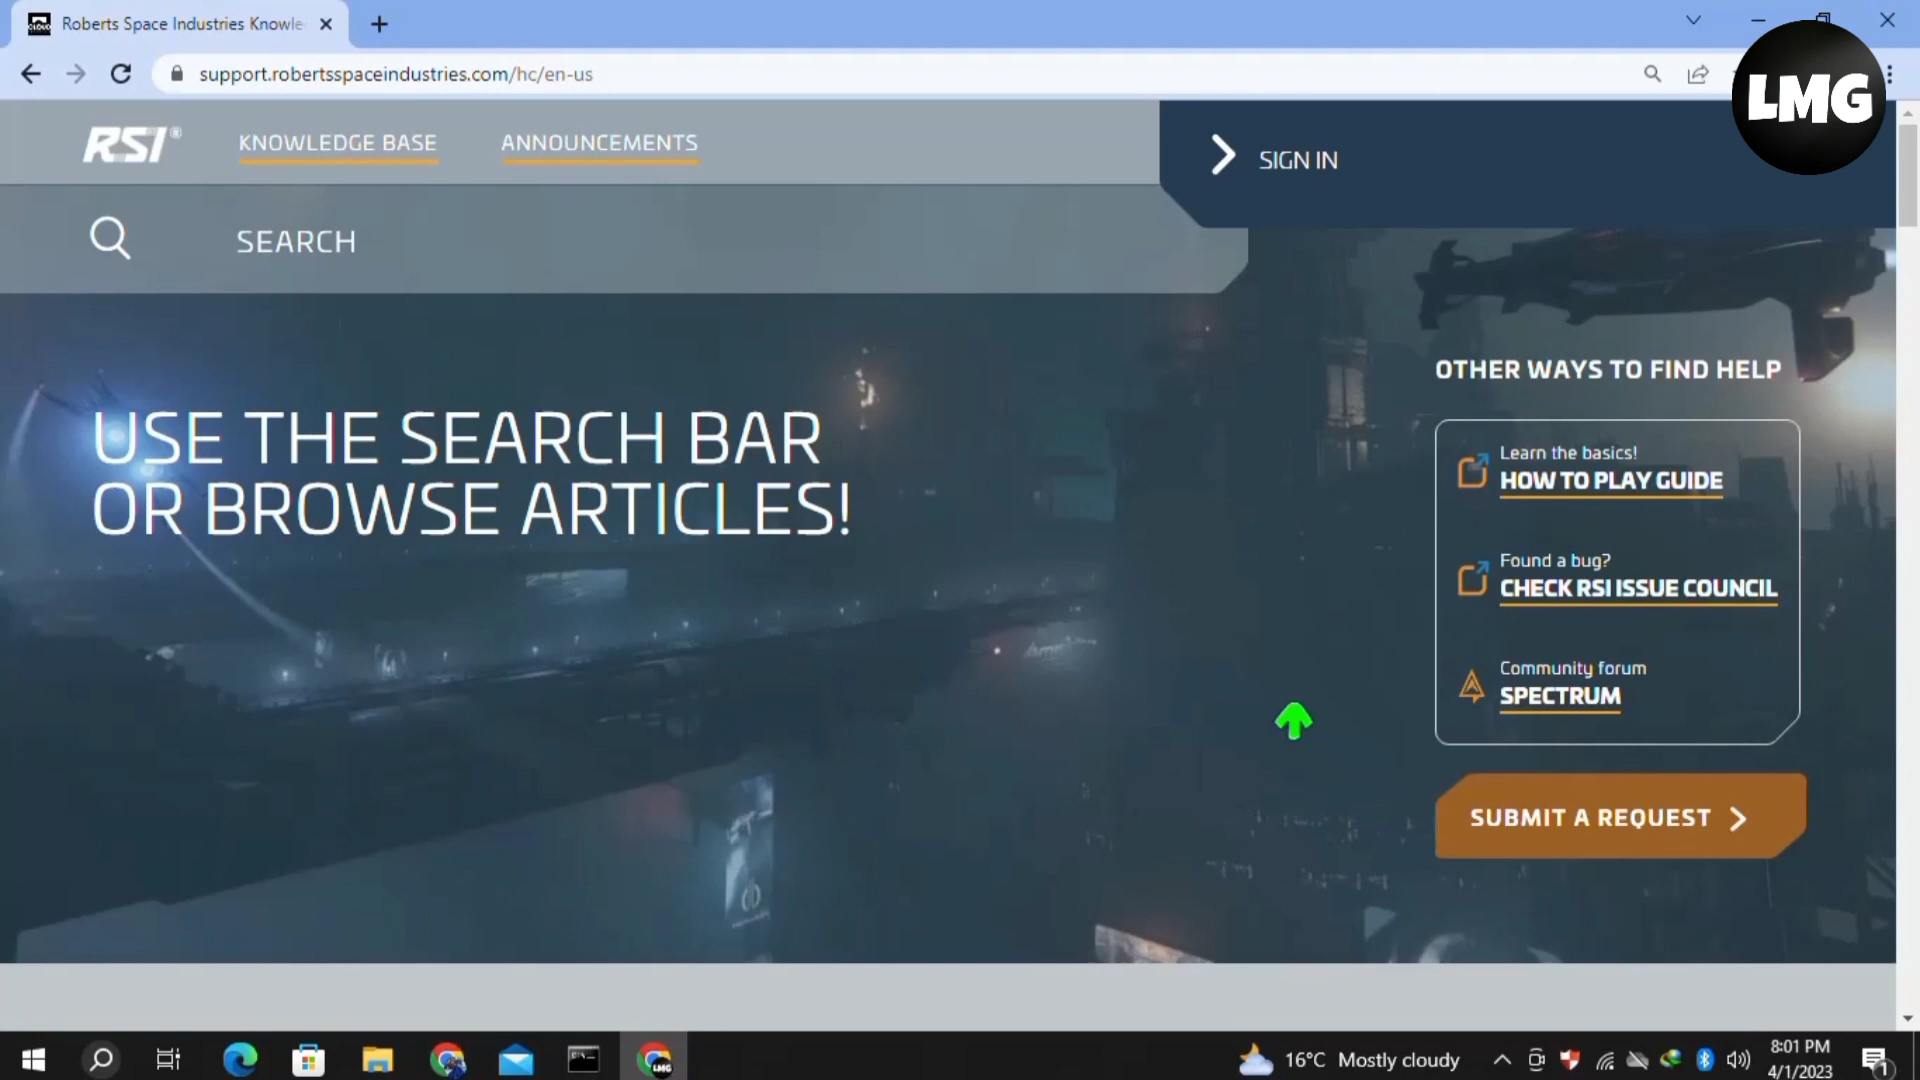 Roberts Space Industries Knowle
support.robertsspaceindustries.com/hc/en-us
LMG
RSI®
KNOWLEDGE BASE
ANNOUNCEMENTS
SIGN IN
SEARCH
USE THE SEARCH BAR
OR BROWSE ARTICLES!
OTHER WAYS TO FIND HELP
Learn the basics!
HOW TO PLAY GUIDE
Found a bug?
CHECK RSI ISSUE COUNCIL
Community forum
SPECTRUM
SUBMIT A REQUEST
16°C Mostly cloudy
8:01 PM
4/1/2023
1